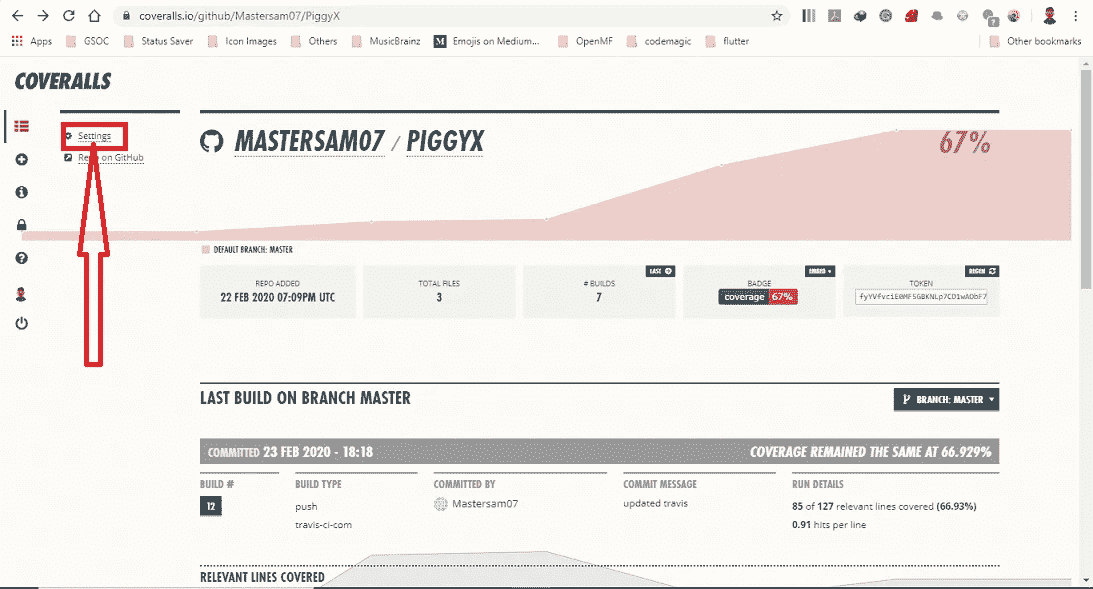 coveralls.io/github/Mastersam07/PiggyX
Apps GSOC Status Saver Icon Images Others MusicBrainz M Emojis on Medium... OpenMF codemagic flutter Other bookmarks
COVERALLS
Settings
Repo on GitHub
MASTERSAM07 / PIGGYX
67%
DEFAULT BRANCH: MASTER
REPO ADDED
22 FEB 2020 07:09PM UTC
TOTAL FILES
3
LAST
# BUILDS
7
EMBED
BADGE
coverage 67%
REGEN
TOKEN
LAST BUILD ON BRANCH MASTER
BRANCH: MASTER
COMMITTED 23 FEB 2020 - 18:18
COVERAGE REMAINED THE SAME AT 66.929%
BUILD #
12
BUILD TYPE
push
travis-ci-com
COMMITTED BY
Mastersam07
COMMIT MESSAGE
updated travis
RUN DETAILS
85 of 127 relevant lines covered (66.93%)
0.91 hits per line
RELEVANT LINES COVERED